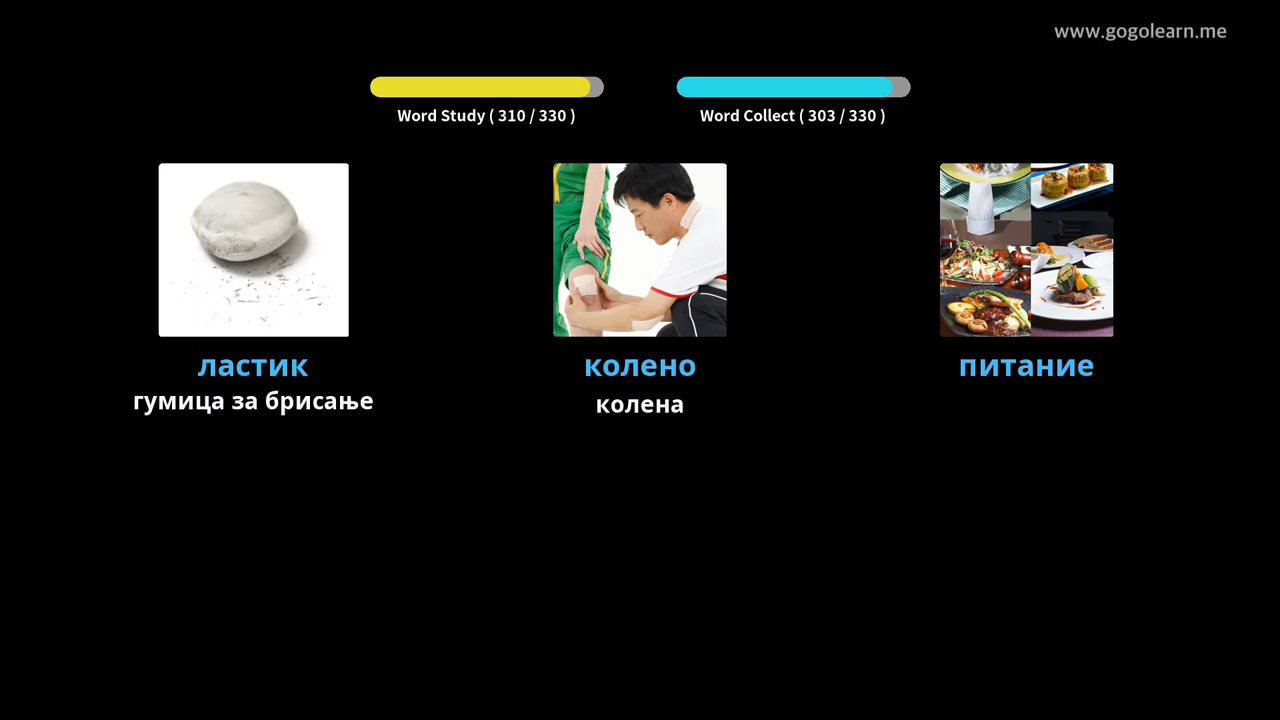 www.gogolearn.me
Word Study ( 310 / 330 )
Word Collect ( 303 / 330 )
ластик
колено
питание
гумица за брисање
колена